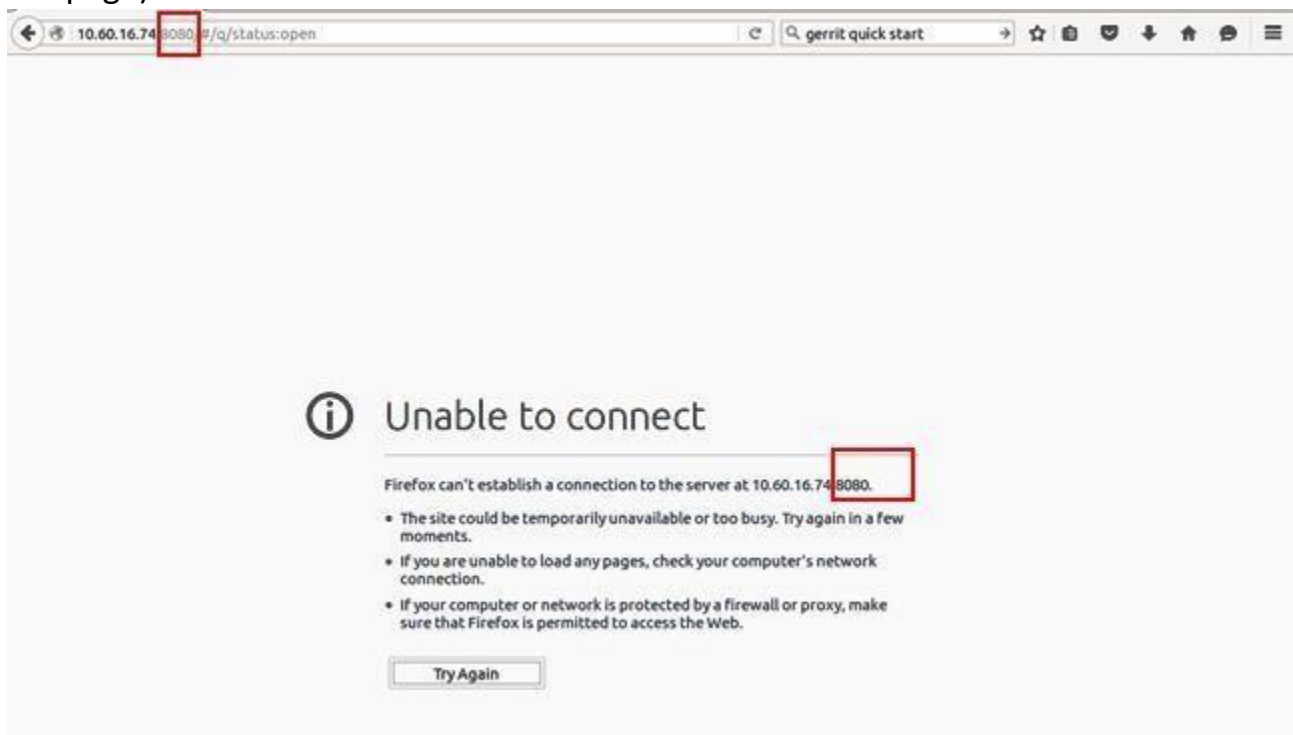 10.60.16.74:8080/#/q/status:open
gerrit quick start
Unable to connect
Firefox can't establish a connection to the server at 10.60.16.74:8080.
• The site could be temporarily unavailable or too busy. Try again in a few
moments.
• If you are unable to load any pages, check your computer's network
connection.
• If your computer or network is protected by a firewall or proxy, make
sure that Firefox is permitted to access the Web.
Try Again